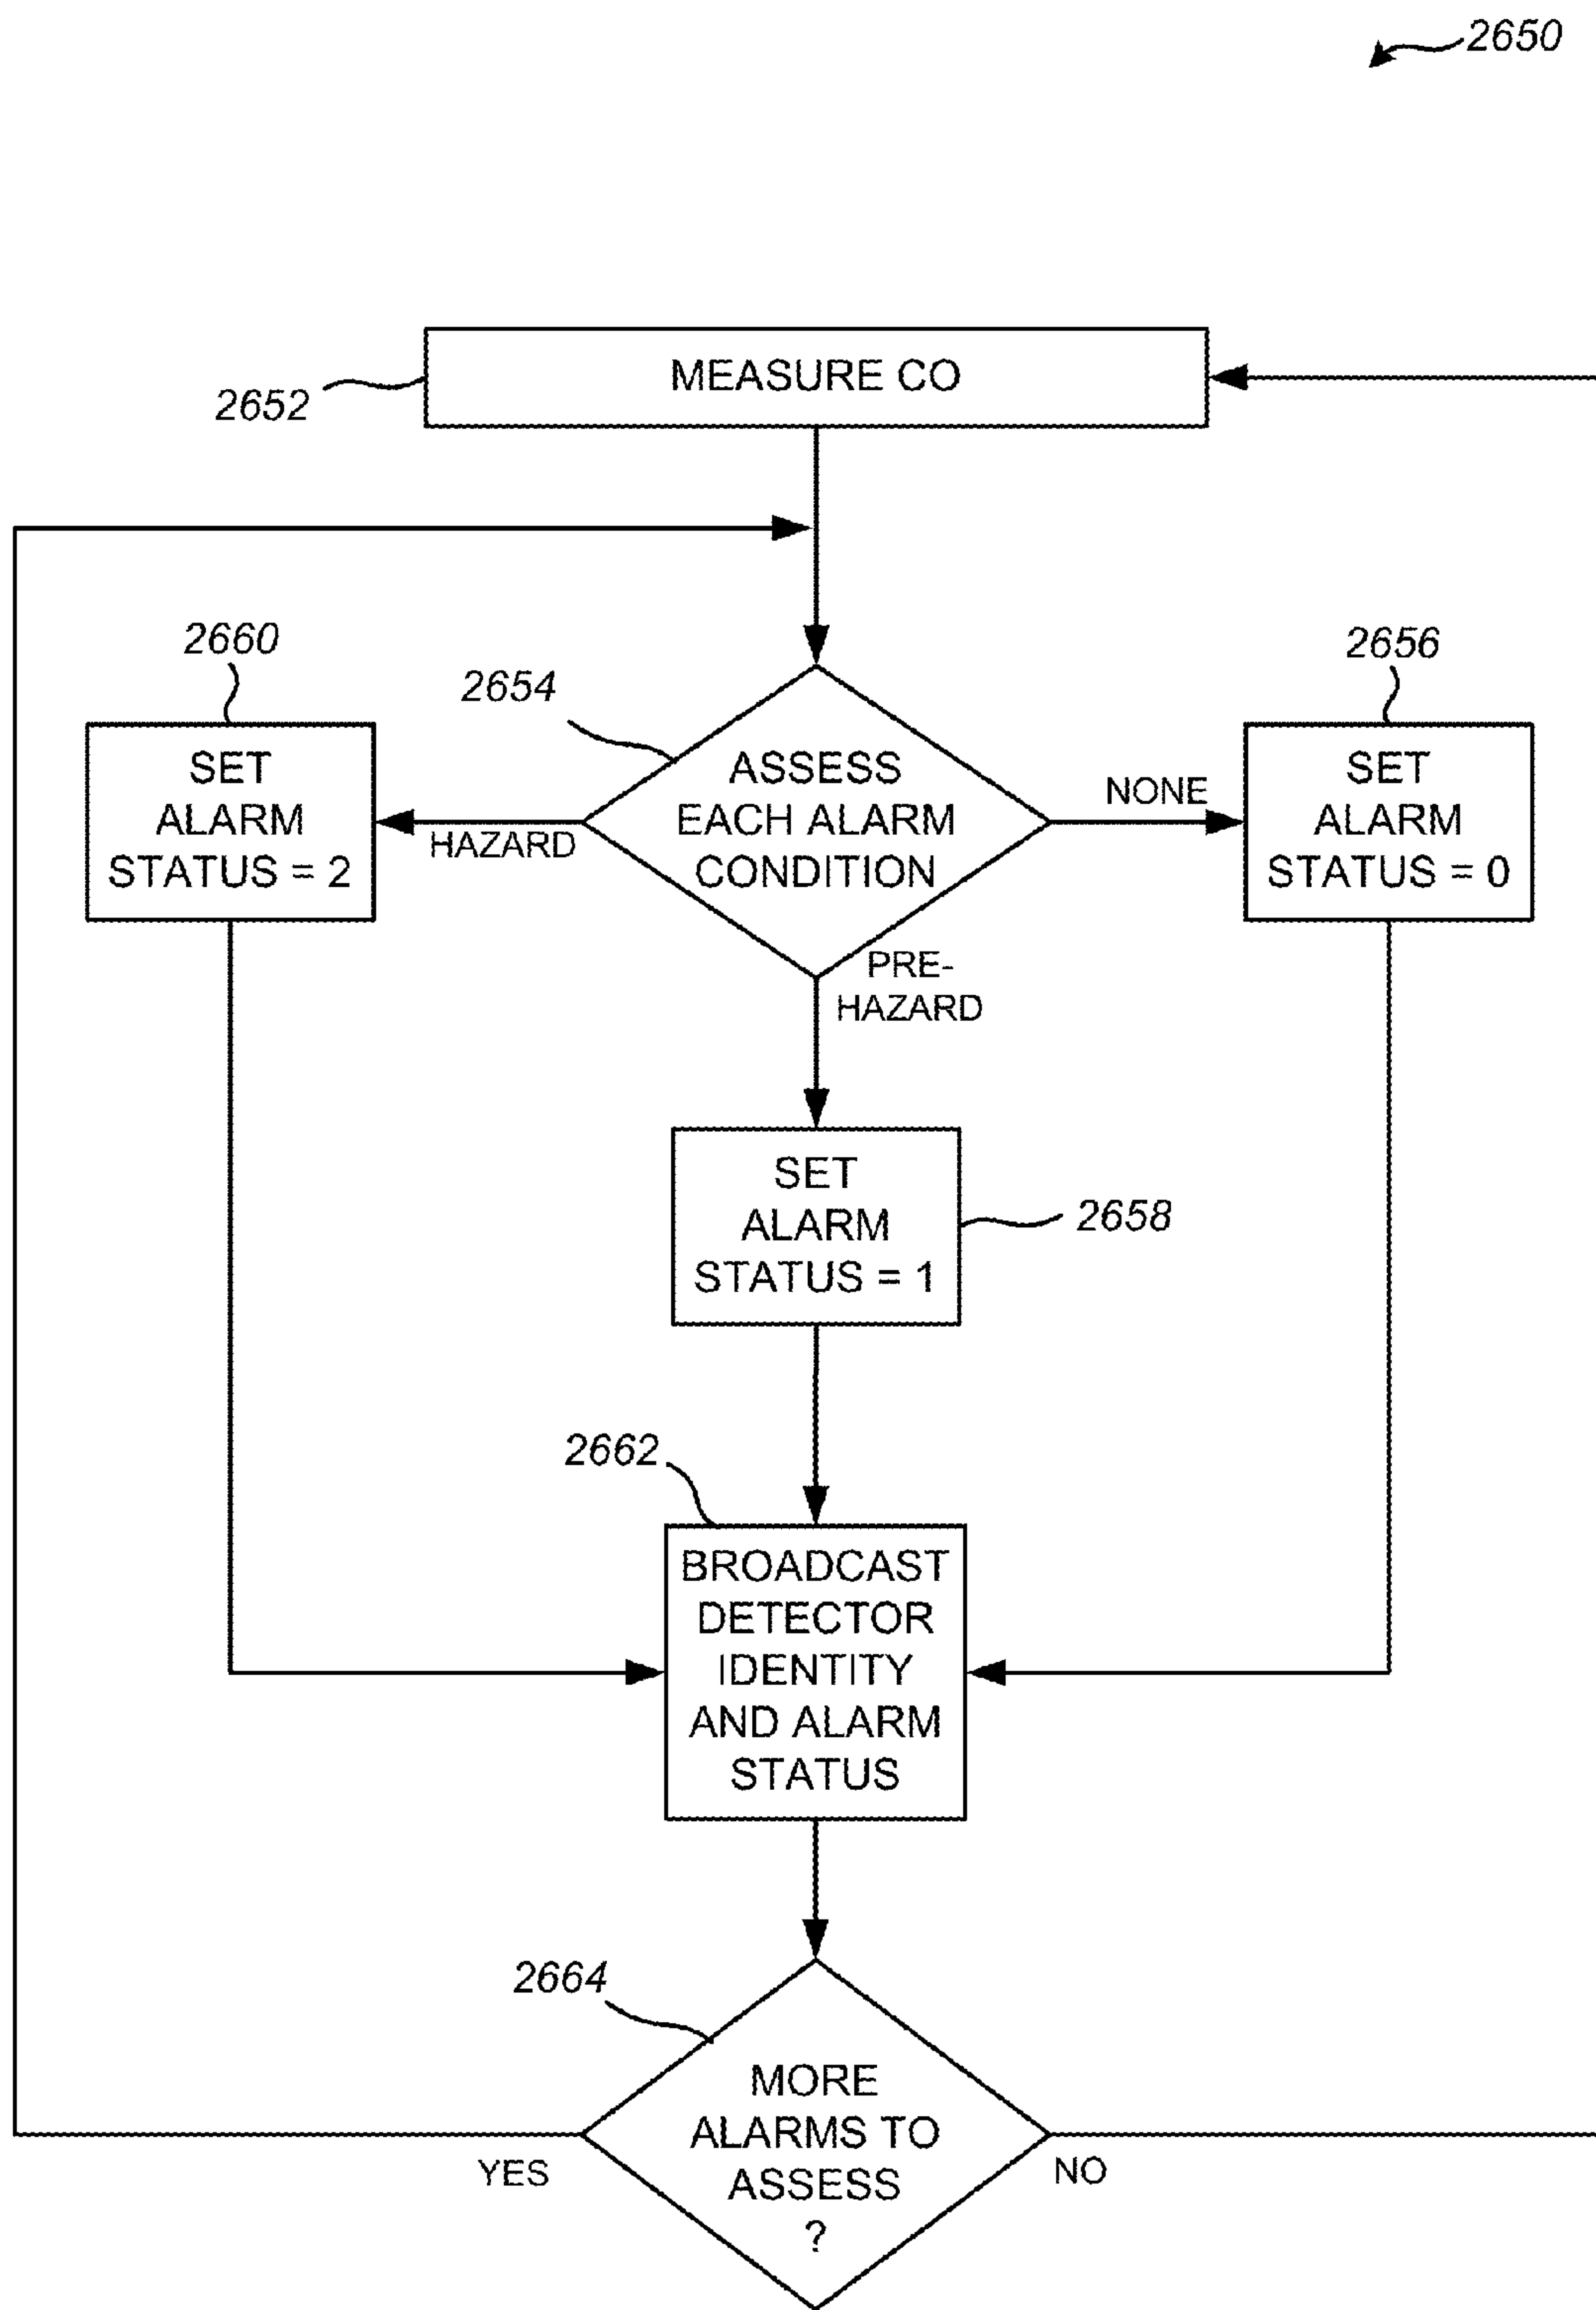 2650
MEASURE CO
2652
2660
2654
2656
SET
ALARM
STATUS = 2
HAZARD
ASSESS
EACH ALARM
CONDITION
NONE
SET
ALARM
STATUS = 0
PRE-
HAZARD
SET
ALARM
STATUS = 1
2658
2662
BROADCAST
DETECTOR
IDENTITY
AND ALARM
STATUS
2664
MORE
ALARMS TO
ASSESS
?
YES
NO